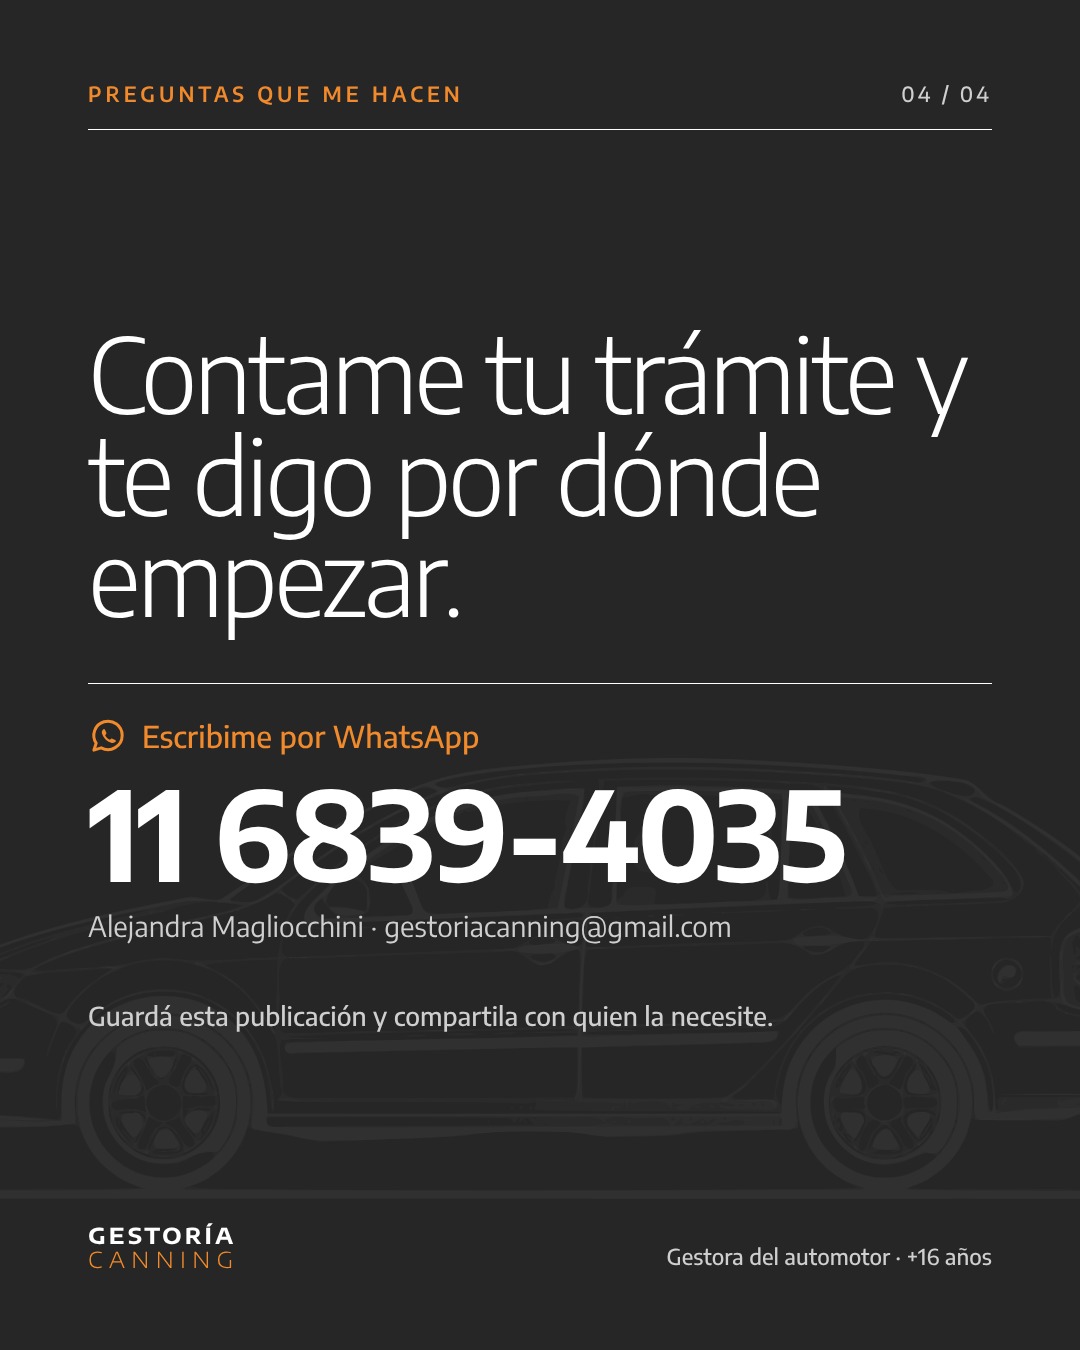 PREGUNTAS QUE ME HACEN
04 / 04
Contame tu trámite y
te digo por dónde
empezar.
Escribime por WhatsApp
11 6839-4035
Alejandra Magliocchini · gestoriacanning@gmail.com
Guardá esta publicación y compartila con quien la necesite.
GESTORÍA
CANNING
Gestora del automotor · +16 años